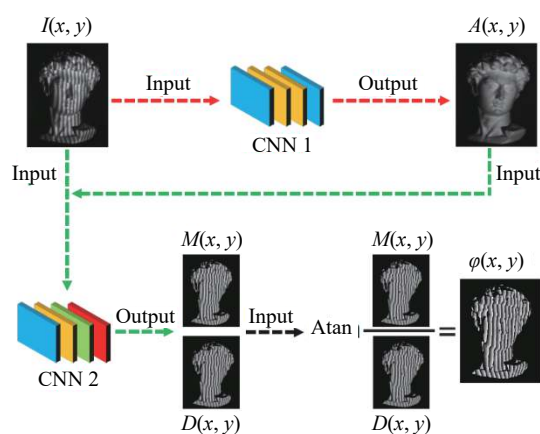 I(x, y)
A(x, y)
Input
Output
CNN 1
Input
Input
M(x, y)
M(x, y)
φ(x, y)
Output
Input
Atan
=
CNN 2
D(x, y)
D(x, y)